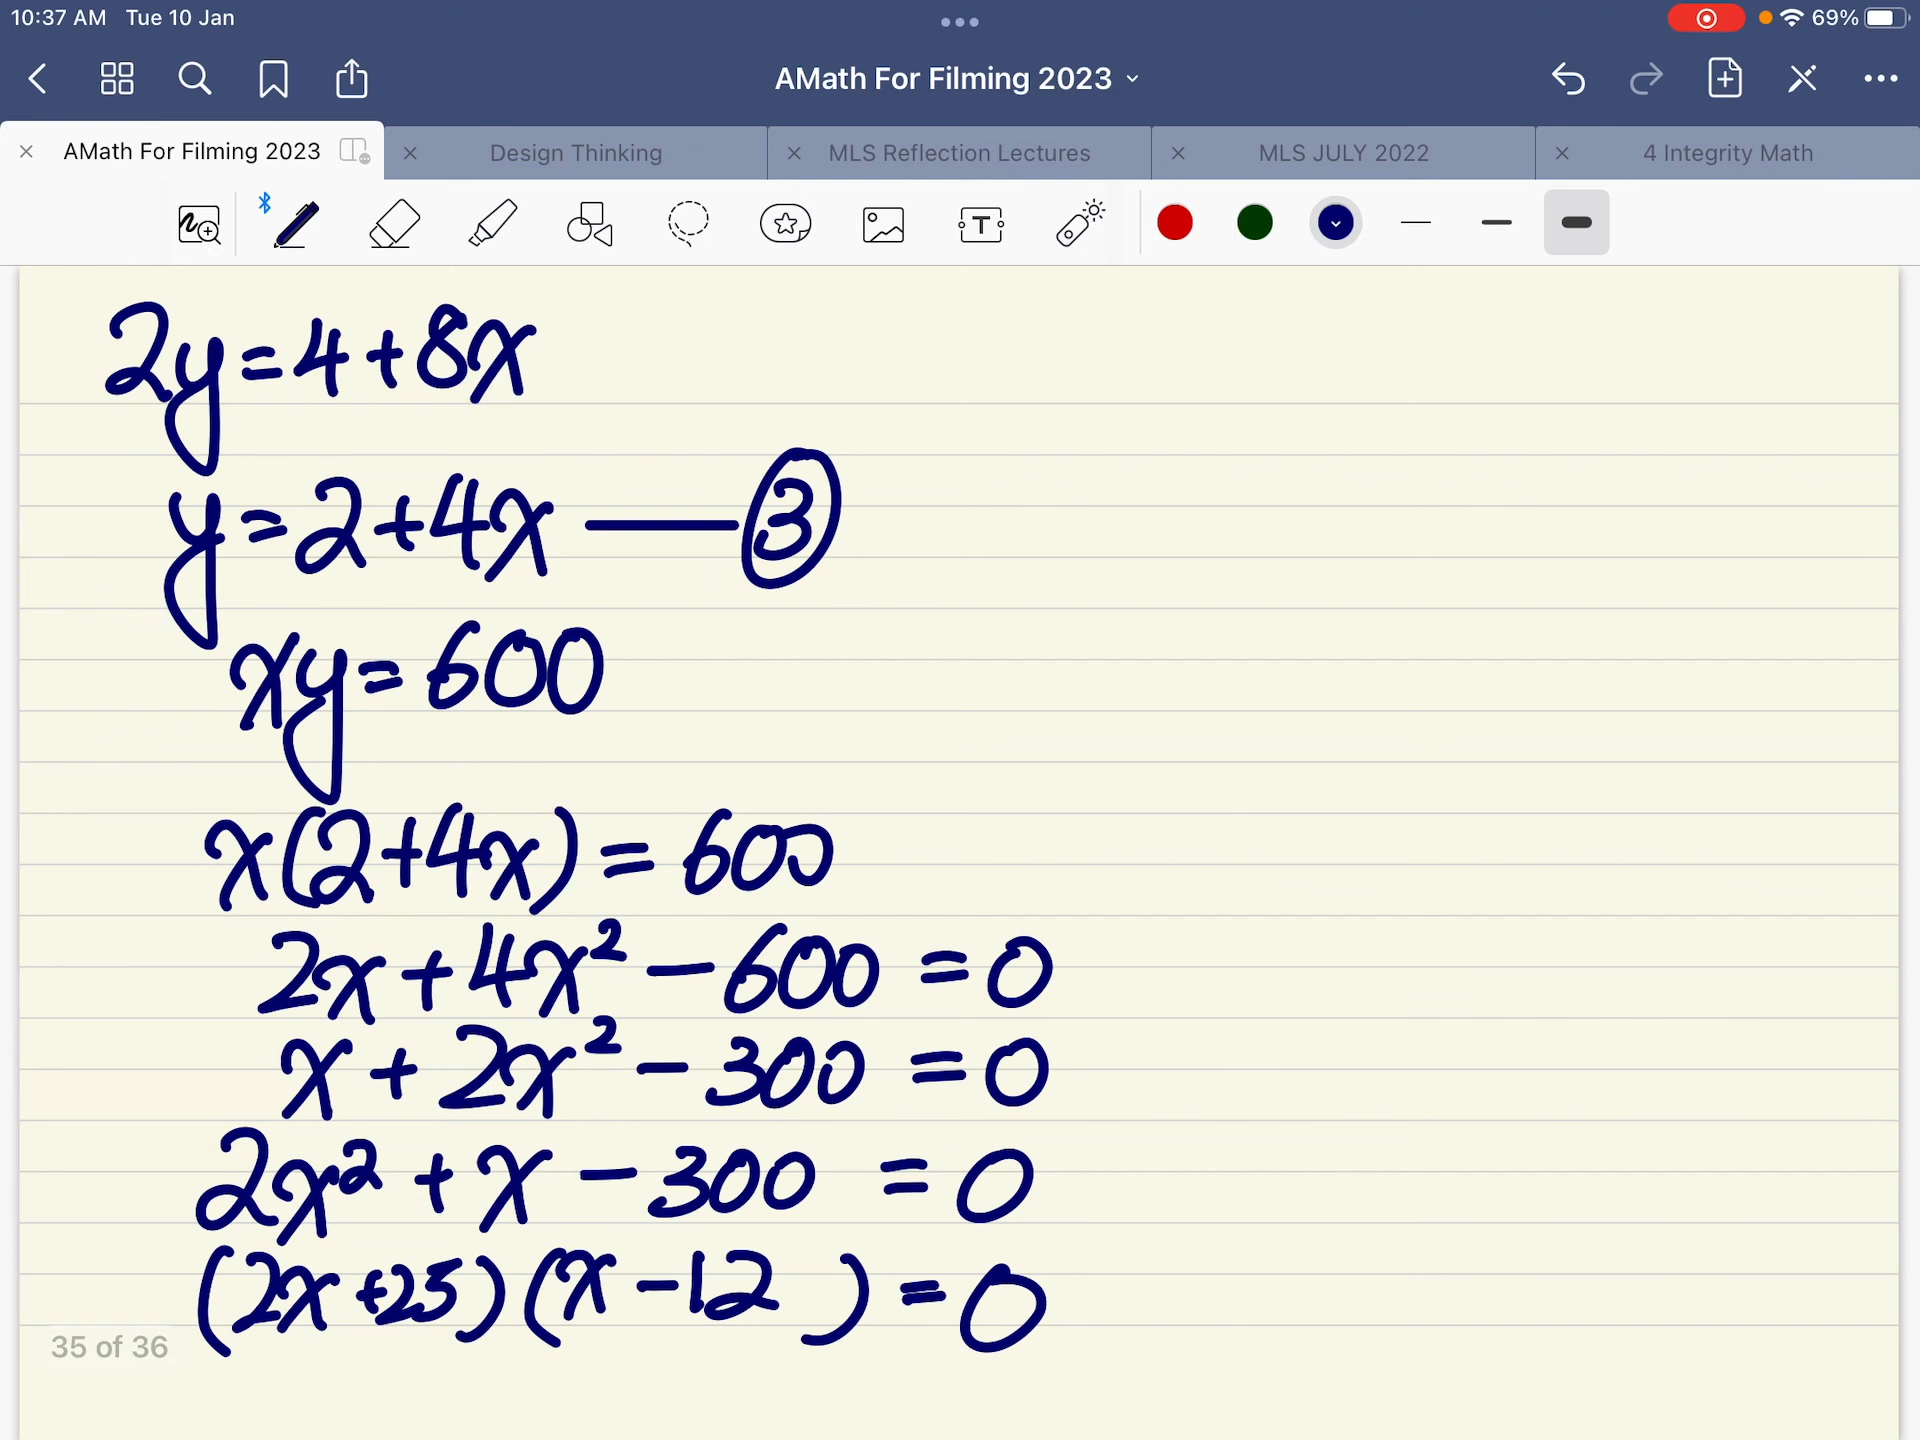 10:37 AM Tue 10 Jan
69%
AMath For Filming 2023
AMath For Filming 2023
Design Thinking
MLS Reflection Lectures
MLS JULY 2022
4 Integrity Math
T
2y=4+8x
y=2+4x —③
xy=600
x(2+4x) = 600
2x+4x² - 600 = 0
x + 2x² - 300 = 0
2x² + x - 300 = 0
(2x+25)(x-12) = 0
35 of 36